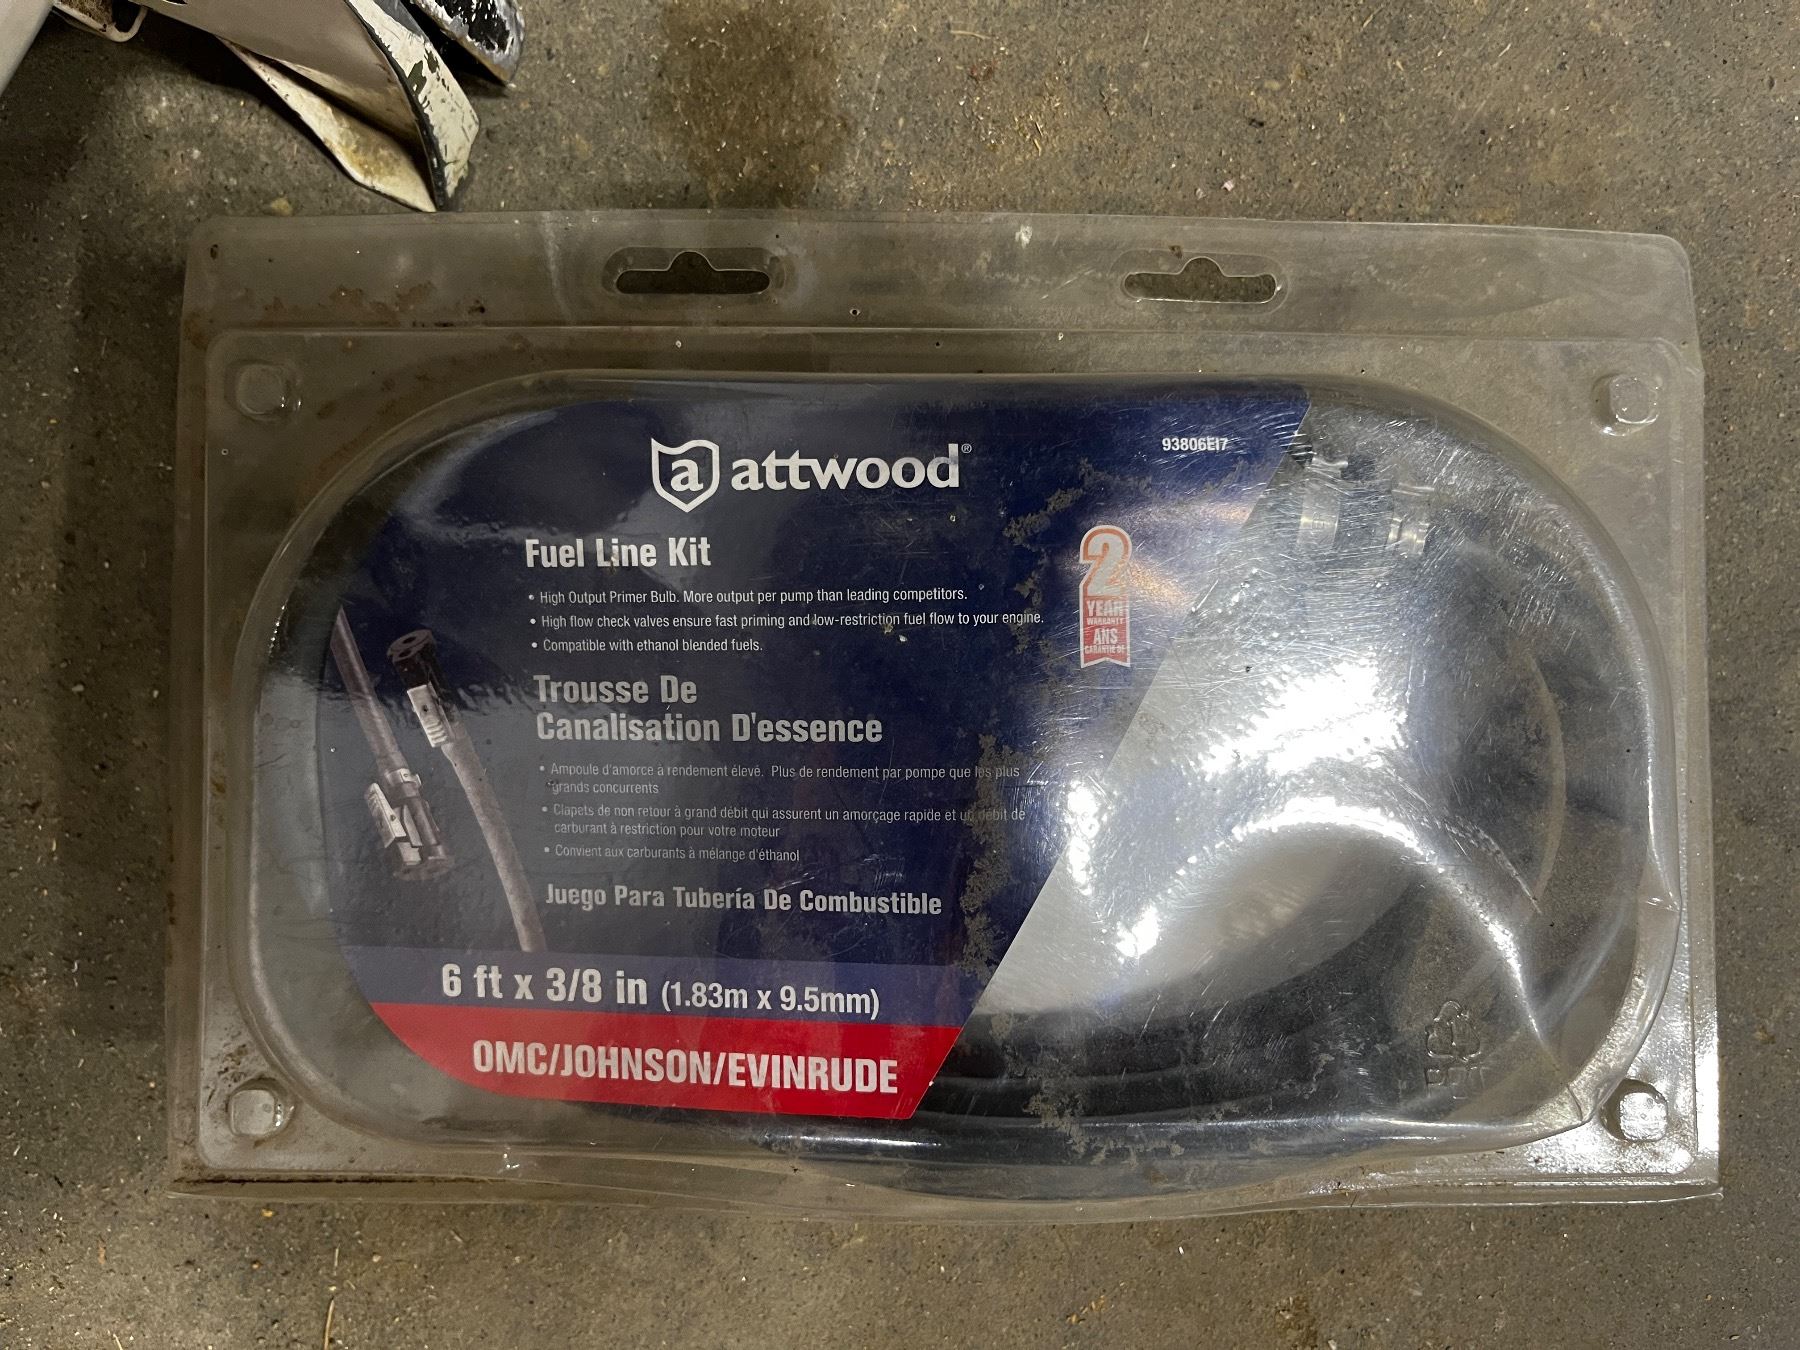 a attwood®
93806EI7
Fuel Line Kit
• High Output Primer Bulb. More output per pump than leading competitors.
• High flow check valves ensure fast priming and low-restriction fuel flow to your engine.
• Compatible with ethanol blended fuels.
2
YEAR
WARRANTY
ANS
GARANTIE DE
Trousse De
Canalisation D'essence
• Ampoule d'amorce à rendement élevé. Plus de rendement par pompe que les plus
grands concurrents
• Clapets de non retour à grand débit qui assurent un amorçage rapide et un débit de
carburant à restriction pour votre moteur
• Convient aux carburants à mélange d'éthanol
Juego Para Tubería De Combustible
6 ft x 3/8 in (1.83m x 9.5mm)
OMC/JOHNSON/EVINRUDE